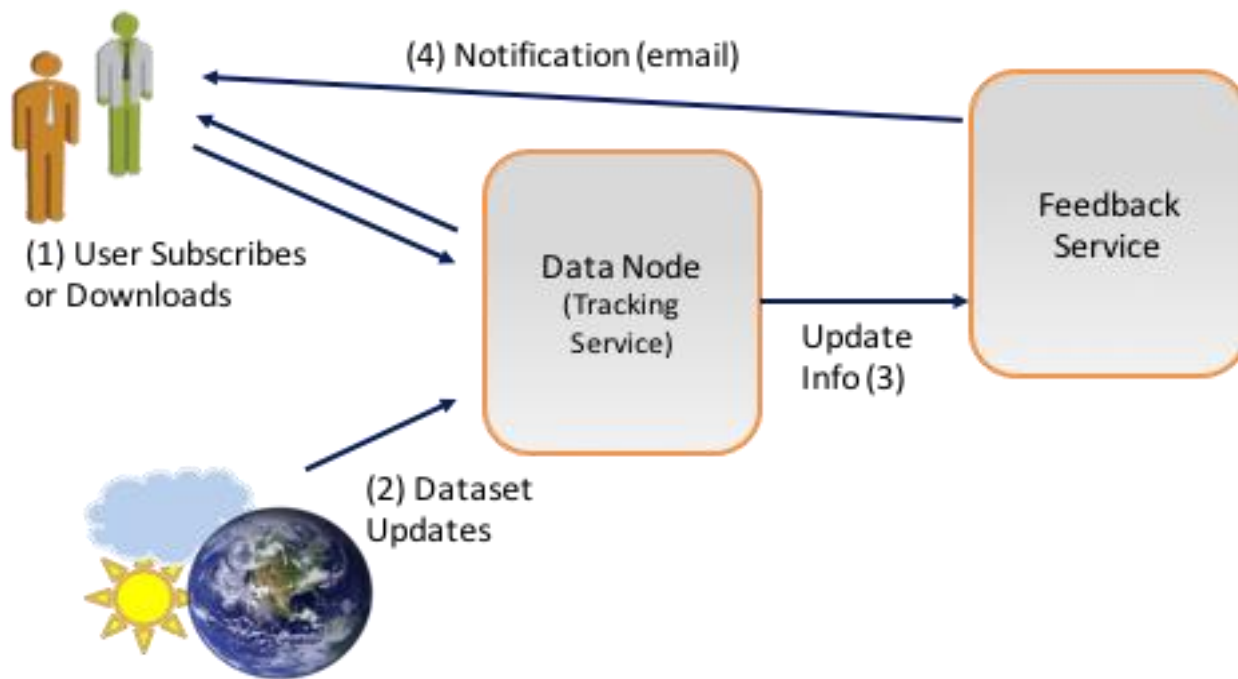 (4) Notification (email)
(1) User Subscribes
or Downloads
Data Node
(Tracking
Service)
Feedback
Service
Update
Info (3)
(2) Dataset
Updates